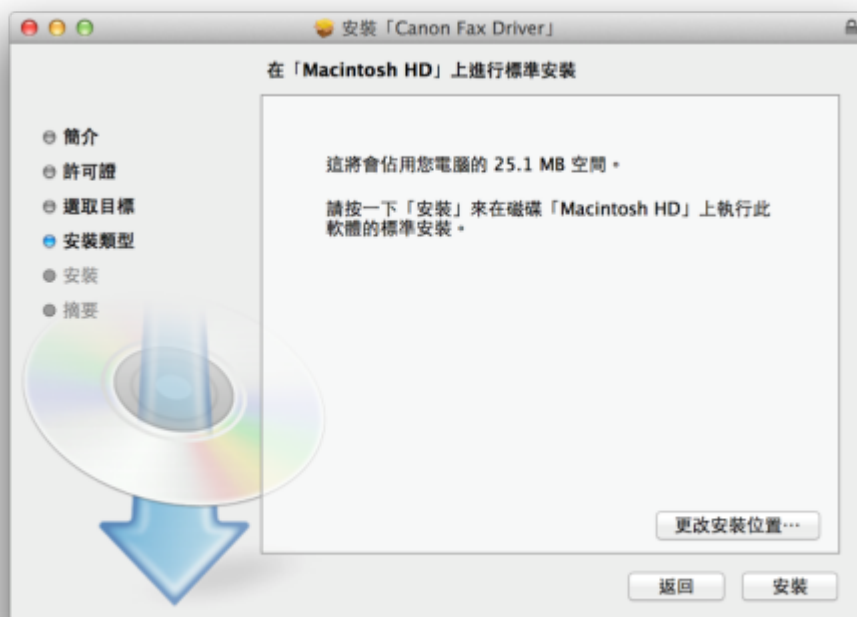 安裝「Canon Fax Driver」
在「Macintosh HD」上進行標準安裝
簡介
許可證
選取目標
安裝類型
安裝
摘要
這將會佔用您電腦的 25.1 MB 空間。
請按一下「安裝」來在磁碟「Macintosh HD」上執行此
軟體的標準安裝。
更改安裝位置⋯
返回
安裝